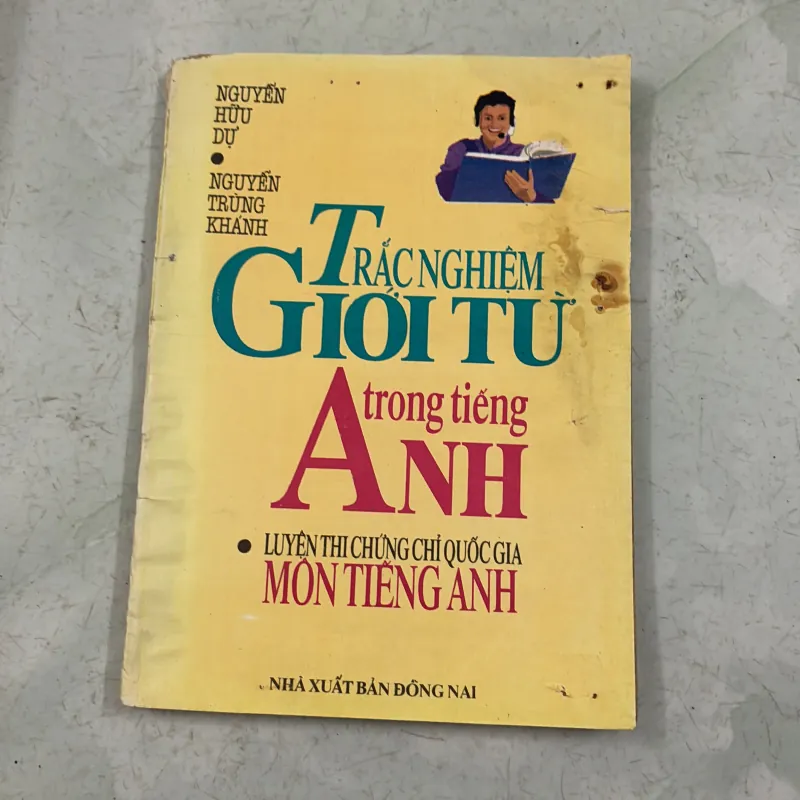 NGUYỄN
HỮU
DỰ
●
NGUYỄN
TRÙNG
KHÁNH
TRẮC NGHIỆM
GIỚI TỪ
trong tiếng
ANH
● LUYỆN THI CHỨNG CHỈ QUỐC GIA
MÔN TIẾNG ANH
NHÀ XUẤT BẢN ĐỒNG NAI